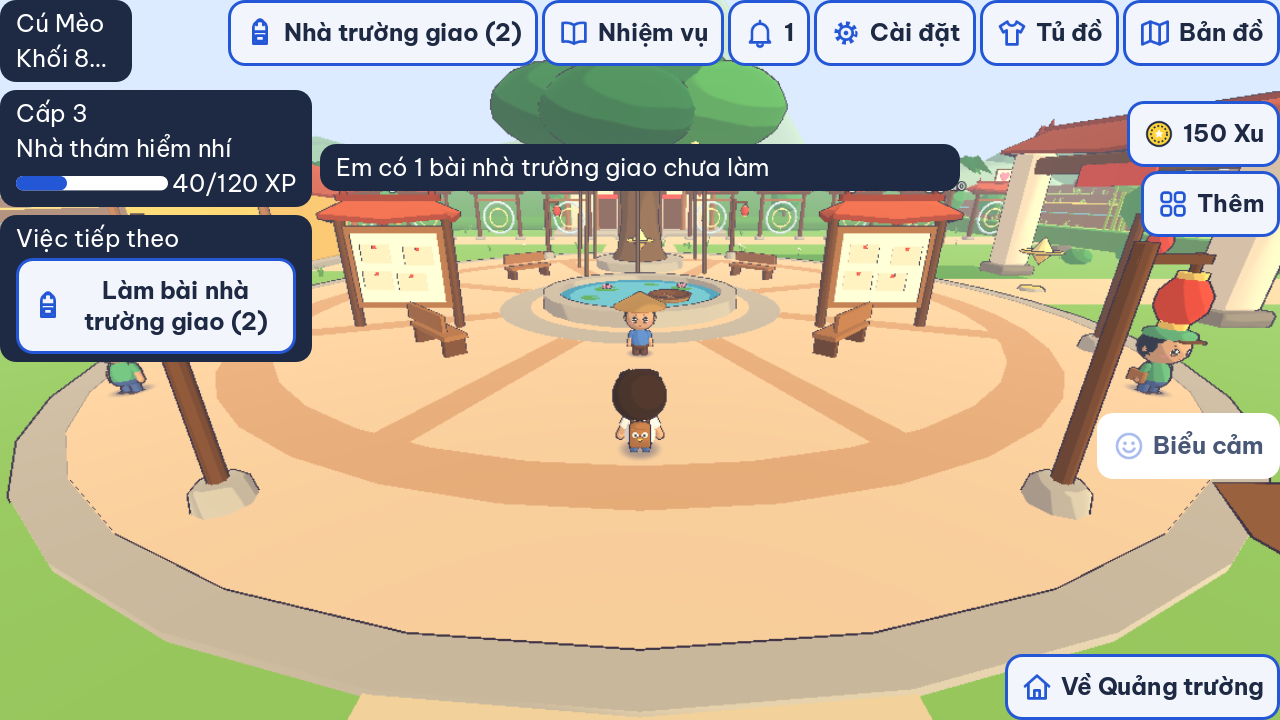 Cú Mèo
Khối 8...
Nhà trường giao (2)
Nhiệm vụ
1
Cài đặt
Tủ đồ
Bản đồ
Cấp 3
Nhà thám hiểm nhí
40/120 XP
150 Xu
Em có 1 bài nhà trường giao chưa làm
Thêm
Việc tiếp theo
Làm bài nhà
trường giao (2)
Biểu cảm
Về Quảng trường